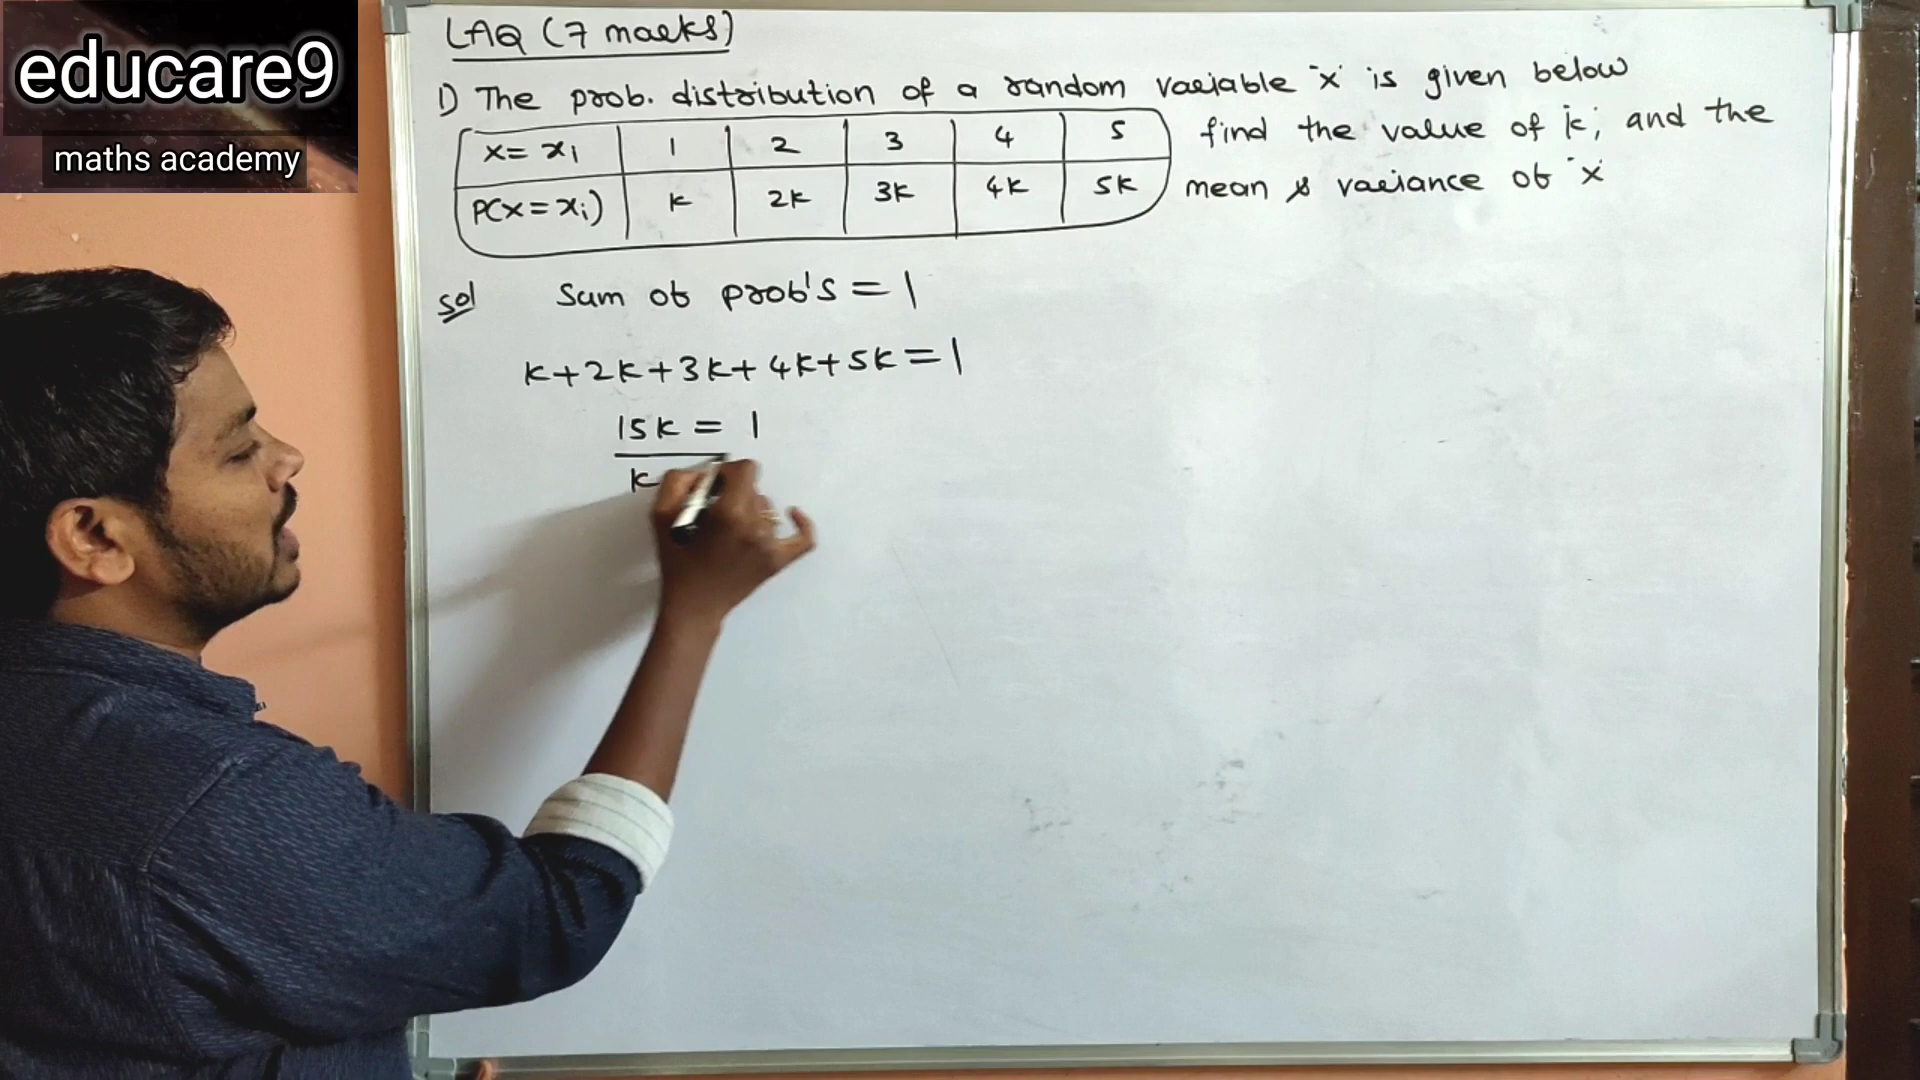 educare9
maths academy
LAQ (7 marks)
1) The prob. distribution of a random variable 'x' is given below
x = xi 1 2 3 4 5
P(x = xi) k 2k 3k 4k 5k
find the value of k; and the
mean & variance of 'x'
Sol Sum of prob's = 1
k+2k+3k+4k+5k = 1
15k = 1
k